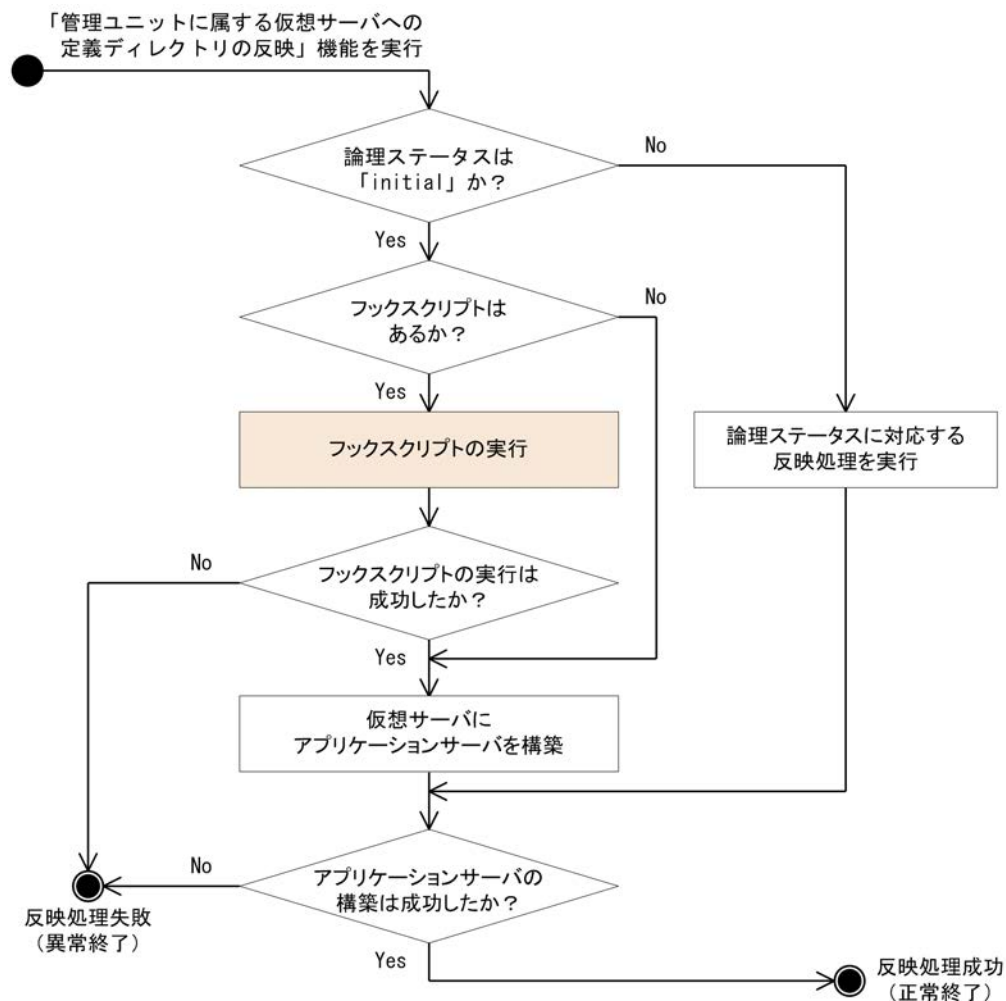 「管理ユニットに属する仮想サーバへの
定義ディレクトリの反映」機能を実行
論理ステータスは
「initial」か？
No
Yes
フックスクリプトは
あるか？
No
Yes
フックスクリプトの実行
論理ステータスに対応する
反映処理を実行
フックスクリプトの実行は
成功したか？
No
Yes
仮想サーバに
アプリケーションサーバを構築
アプリケーションサーバの
構築は成功したか？
No
反映処理失敗
（異常終了）
Yes
反映処理成功
（正常終了）